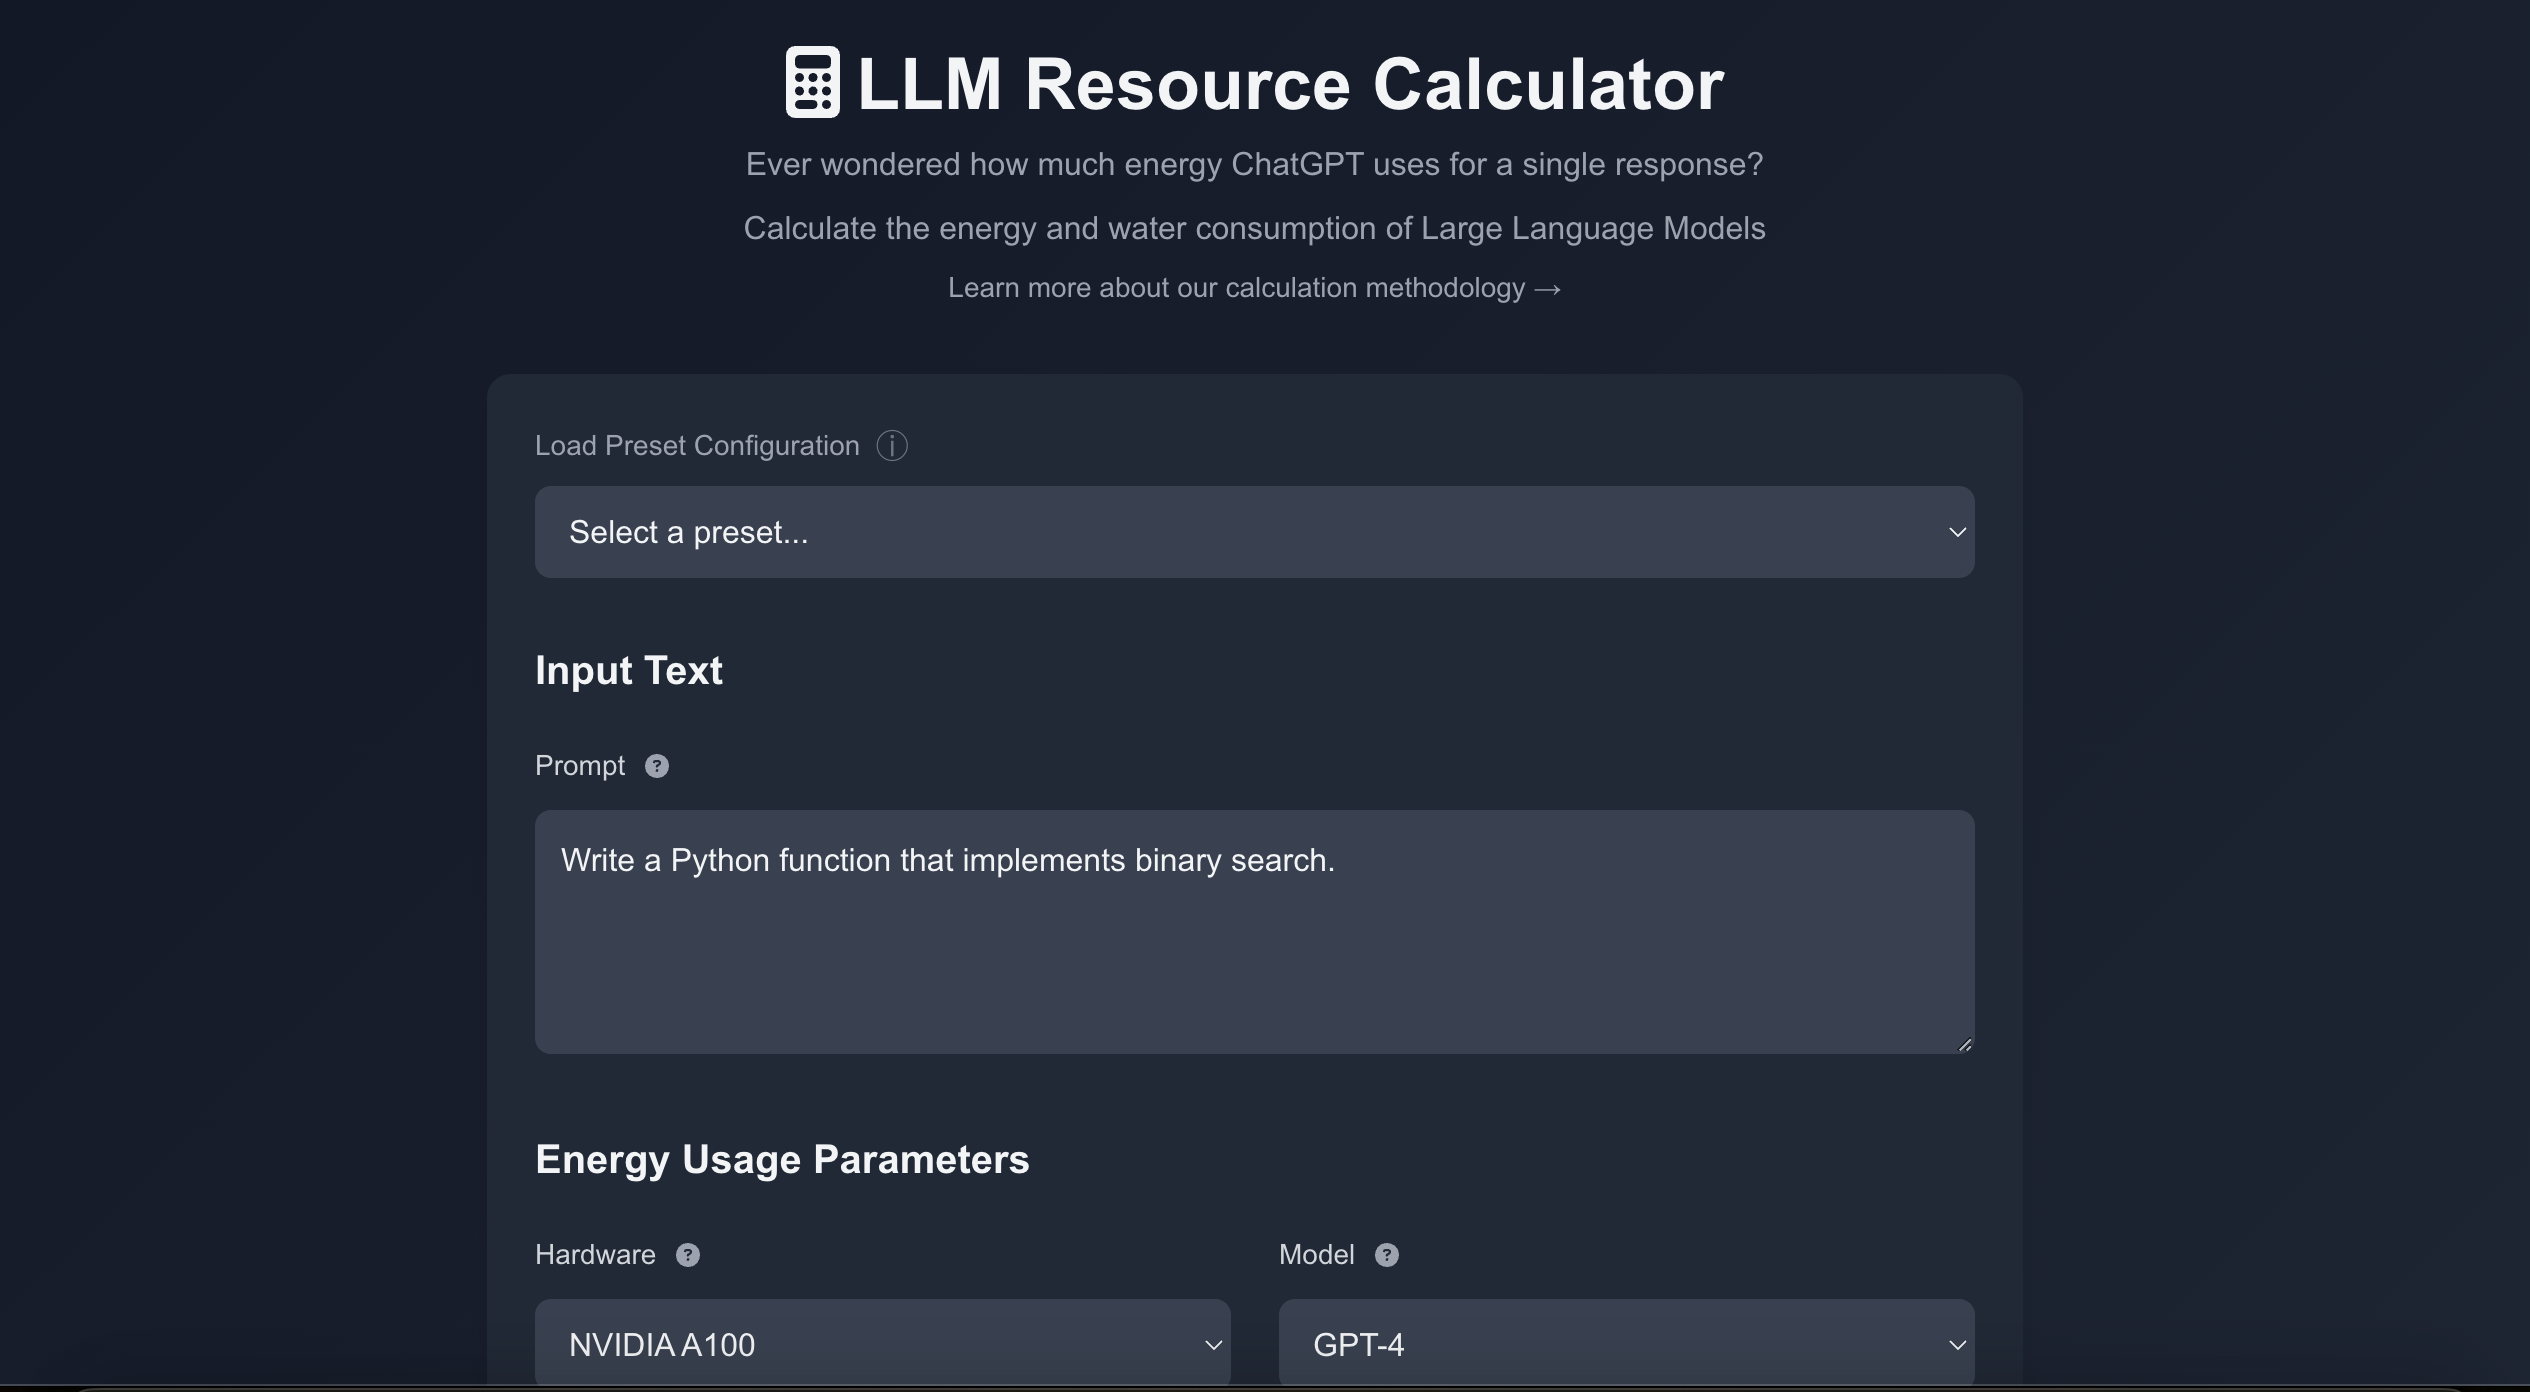 LLM Resource Calculator
Ever wondered how much energy ChatGPT uses for a single response?
Calculate the energy and water consumption of Large Language Models
Learn more about our calculation methodology →
Load Preset Configuration ⓘ
Select a preset...
Input Text
Prompt ?
Write a Python function that implements binary search.
Energy Usage Parameters
Hardware ? Model ?
NVIDIA A100 GPT-4